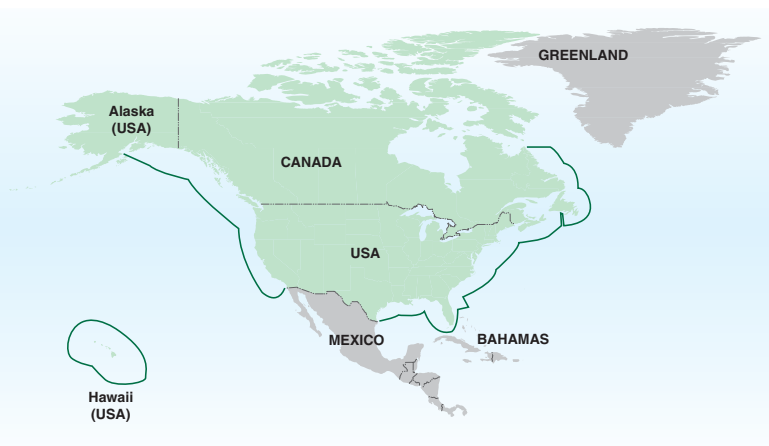 GREENLAND
Alaska
(USA)
CANADA
USA
MEXICO
BAHAMAS
Hawaii
(USA)